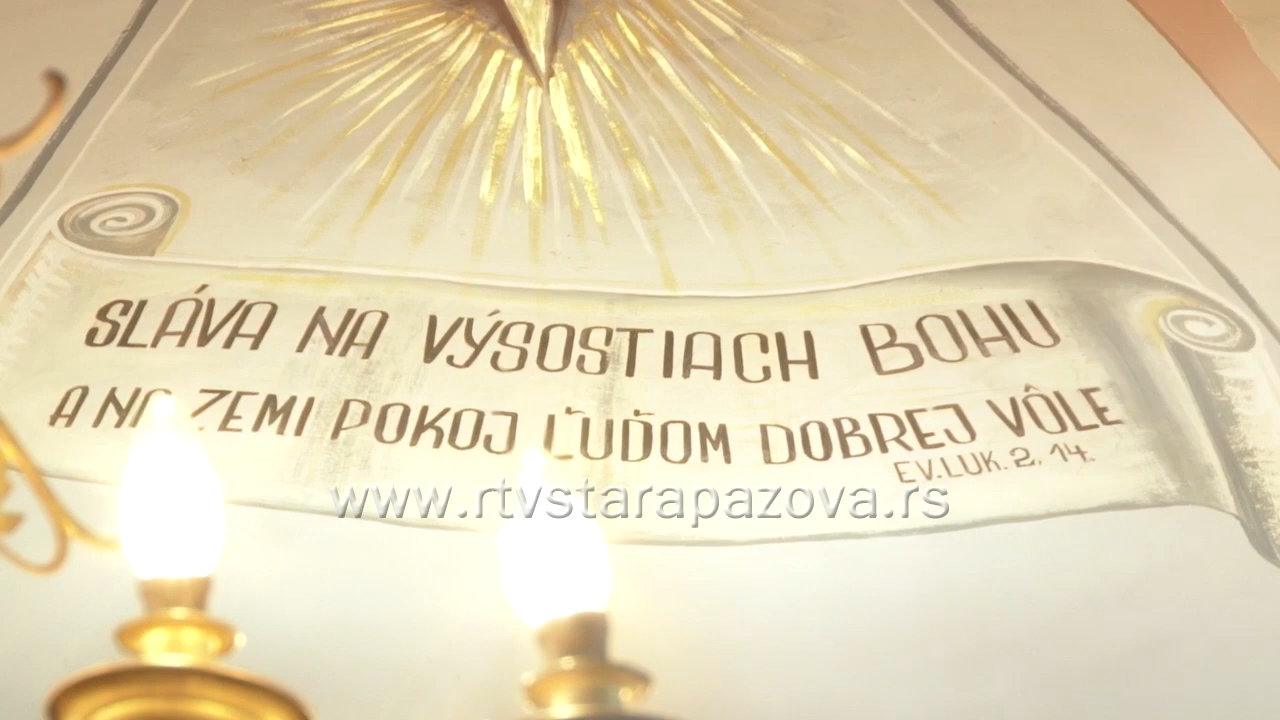 SLÁVA NA VÝSOSTIACH BOHU
A NA ZEMI POKOJ ĽUĎOM DOBREJ VÔLE
EV.LUK. 2. 14.
www.rtvstarapazova.rs